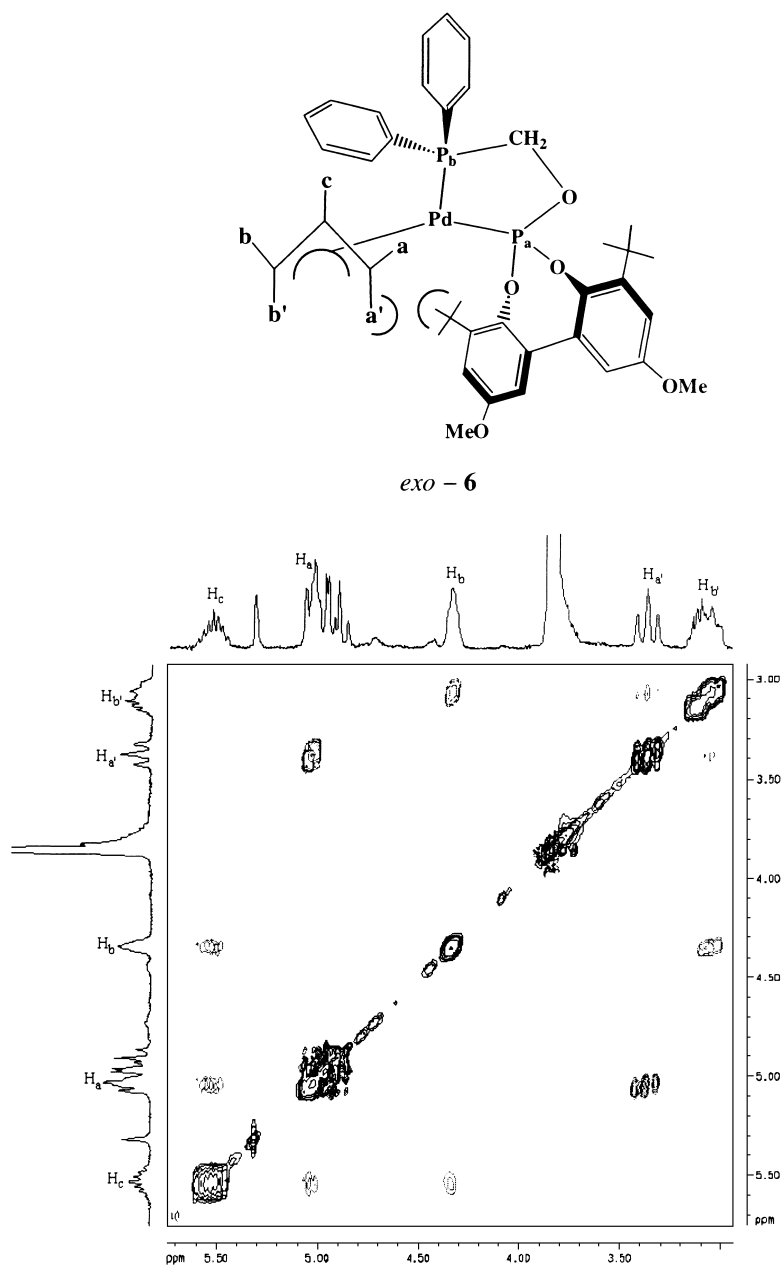 P_b
CH₂
c
O
Pd
b
a
P_a
O
O
b'
a'
OMe
MeO
exo – 6
H_c
H_a
H_b
H_a'
H_b'
H_b'
3.00
H_a'
3.50
4.00
H_b
4.50
H_a
5.00
H_c
5.50
ppm
ppm 5.50 5.00 4.50 4.00 3.50